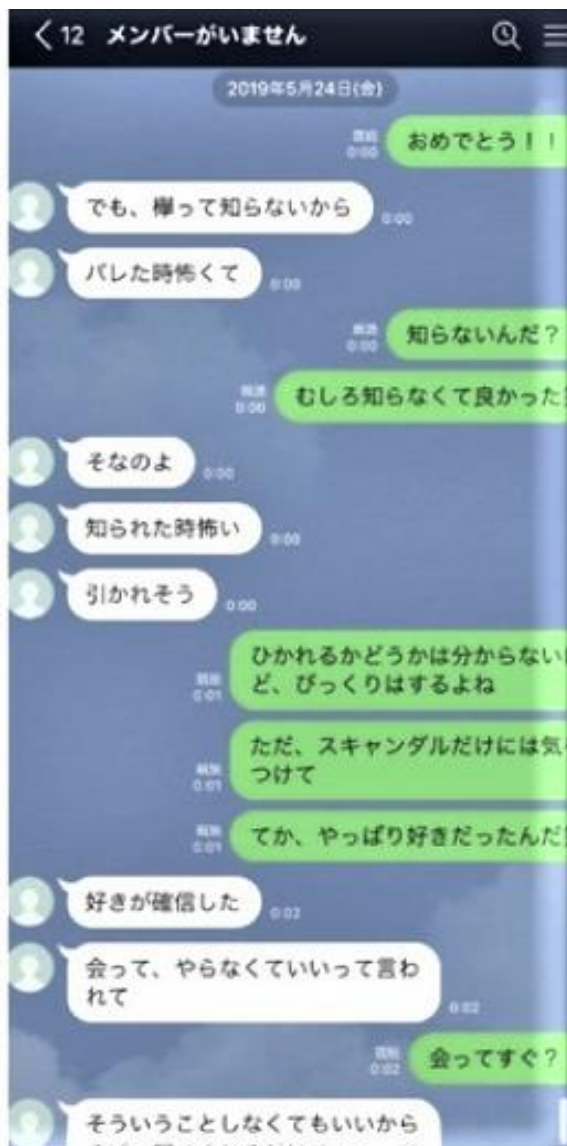 12 メンバーがいません
2019年5月24日(金)
既読
0:00
おめでとう！！
でも、欅って知らないから
0:00
バレた時怖くて
0:00
既読
0:00
知らないんだ？
既読
0:00
むしろ知らなくて良かった
そなのよ
0:00
知られた時怖い
0:00
引かれそう
0:00
ひかれるかどうかは分からない
ど、びっくりはするよね
既読
0:01
ただ、スキャンダルだけには気
つけて
既読
0:01
既読
0:01
てか、やっぱり好きだったんだ
好きが確信した
0:02
会って、やらなくていいって言わ
れて
0:02
既読
0:02
会ってすぐ？
そういうことしなくてもいいから